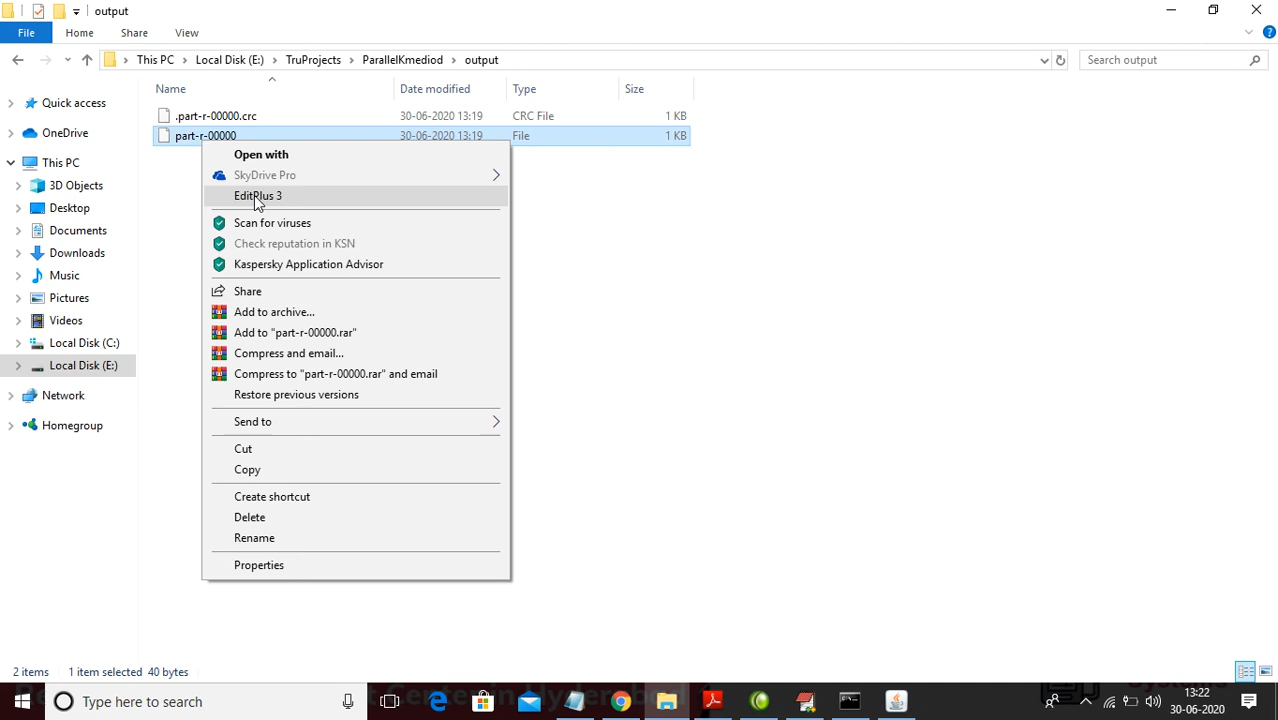 output
File Home Share View
This PC Local Disk (E:) TruProjects ParallelKmediod output Search output
Name Date modified Type Size
.part-r-00000.crc 30-06-2020 13:19 CRC File 1 KB
part-r-00000 30-06-2020 13:19 File 1 KB
Quick access
OneDrive
This PC
3D Objects
Desktop
Documents
Downloads
Music
Pictures
Videos
Local Disk (C:)
Local Disk (E:)
Network
Homegroup
Open with
SkyDrive Pro
EditPlus 3
Scan for viruses
Check reputation in KSN
Kaspersky Application Advisor
Share
Add to archive...
Add to "part-r-00000.rar"
Compress and email...
Compress to "part-r-00000.rar" and email
Restore previous versions
Send to
Cut
Copy
Create shortcut
Delete
Rename
Properties
2 items 1 item selected 40 bytes
Type here to search
13:22
30-06-2020